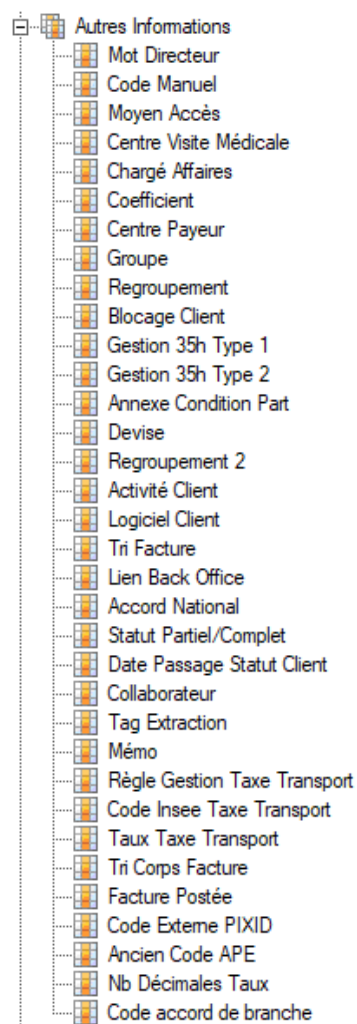 Autres Informations
Mot Directeur
Code Manuel
Moyen Accès
Centre Visite Médicale
Chargé Affaires
Coefficient
Centre Payeur
Groupe
Regroupement
Blocage Client
Gestion 35h Type 1
Gestion 35h Type 2
Annexe Condition Part
Devise
Regroupement 2
Activité Client
Logiciel Client
Tri Facture
Lien Back Office
Accord National
Statut Partiel/Complet
Date Passage Statut Client
Collaborateur
Tag Extraction
Mémo
Règle Gestion Taxe Transport
Code Insee Taxe Transport
Taux Taxe Transport
Tri Corps Facture
Facture Postée
Code Externe PIXID
Ancien Code APE
Nb Décimales Taux
Code accord de branche